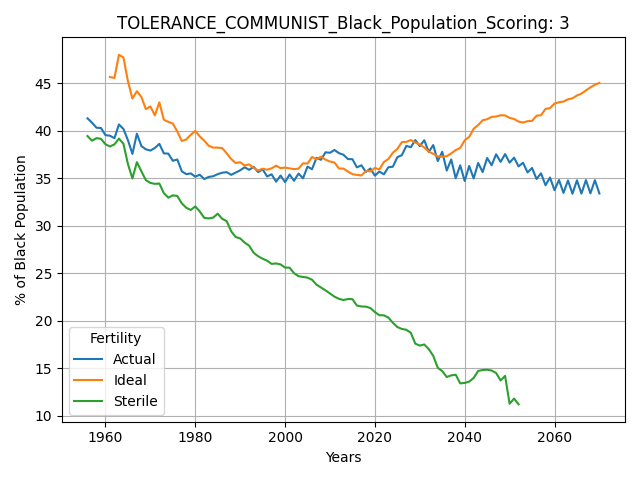 TOLERANCE_COMMUNIST_Black_Population_Scoring: 3
% of Black Population
45
40
35
30
25
20
15
10
Fertility
Actual
Ideal
Sterile
1960
1980
2000
2020
2040
2060
Years